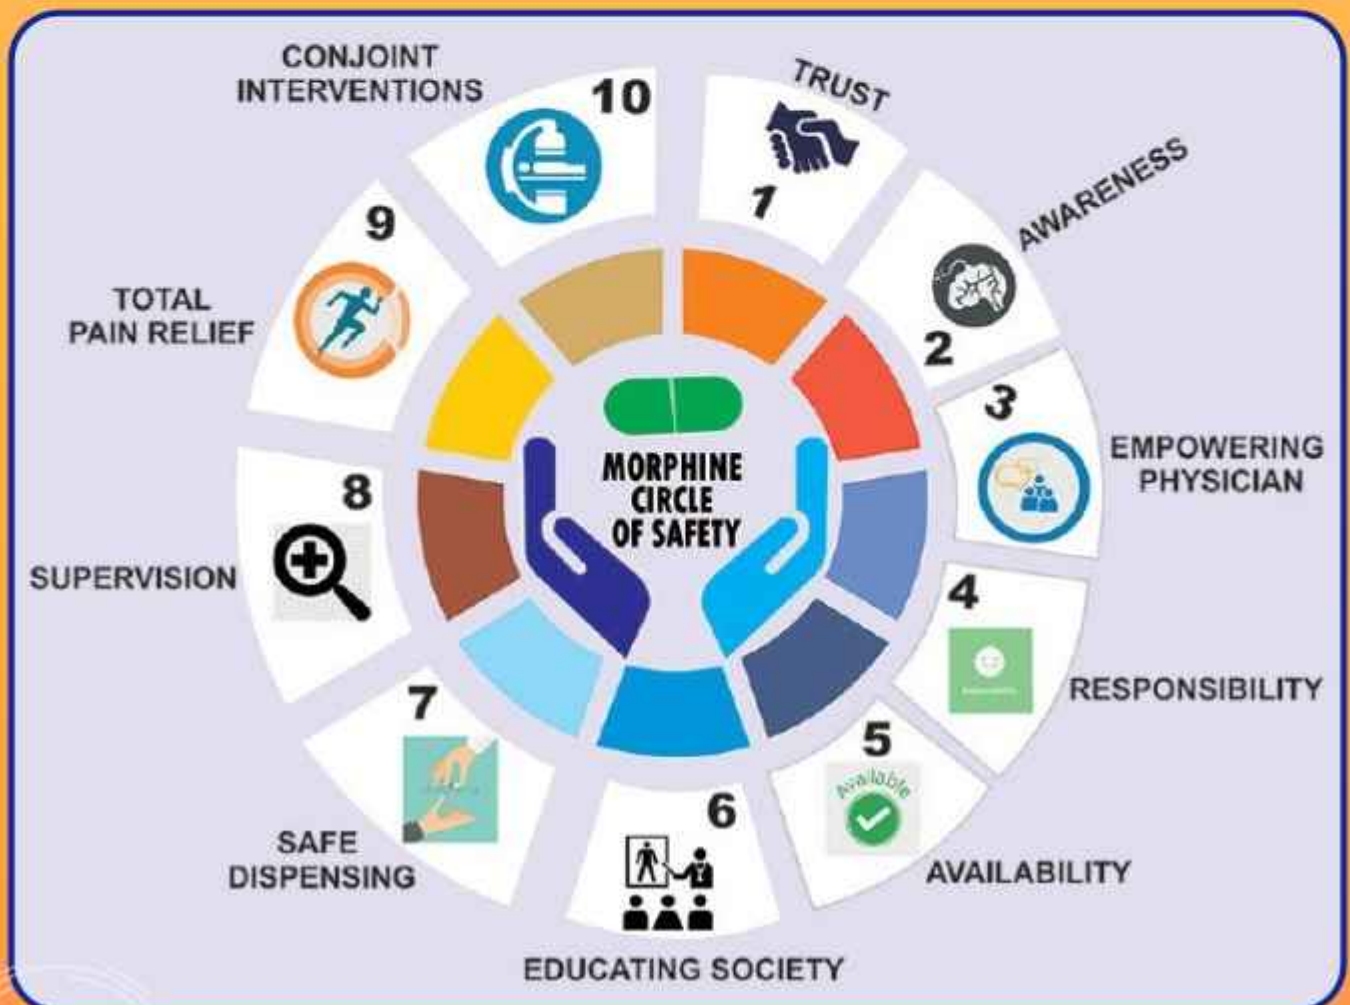 MORPHINE
CIRCLE
OF SAFETY
TRUST
1
AWARENESS
2
3
EMPOWERING
PHYSICIAN
4
RESPONSIBILITY
5
Available
AVAILABILITY
6
EDUCATING SOCIETY
7
SAFE
DISPENSING
8
SUPERVISION
9
TOTAL
PAIN RELIEF
CONJOINT
INTERVENTIONS
10